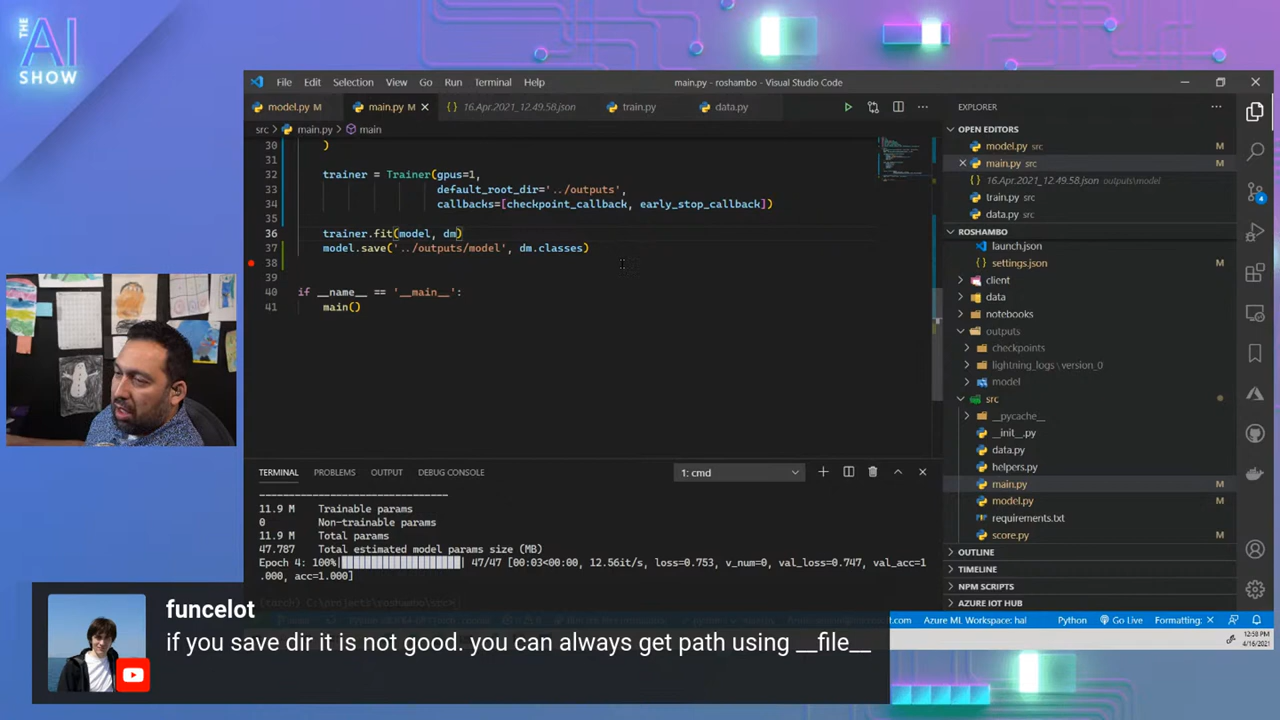 THE
AI
SHOW
File Edit Selection View Go Run Terminal Help
main.py - roshambo - Visual Studio Code
model.py M
main.py M
16.Apr.2021_12.49.58.json
train.py
data.py
src > main.py > main
30 )
31
32 trainer = Trainer(gpus=1,
33 default_root_dir='../outputs',
34 callbacks=[checkpoint_callback, early_stop_callback])
35
36 trainer.fit(model, dm)
37 model.save('../outputs/model', dm.classes)
38
39
40 if __name__ == '__main__':
41 main()
EXPLORER
OPEN EDITORS
model.py src M
main.py src M
16.Apr.2021_12.49.58.json outputs\model
train.py src
data.py src
ROSHAMBO
launch.json
settings.json
client
data
notebooks
outputs
checkpoints
lightning_logs \ version_0
model
src
__pycache__
__init__.py
data.py
helpers.py
main.py M
model.py M
requirements.txt
score.py M
OUTLINE
TIMELINE
NPM SCRIPTS
AZURE IOT HUB
TERMINAL PROBLEMS OUTPUT DEBUG CONSOLE
1: cmd
--------------------------------
11.9 M Trainable params
0 Non-trainable params
11.9 M Total params
47.787 Total estimated model params size (MB)
Epoch 4: 100%| | 47/47 [00:03<00:00, 12.56it/s, loss=0.753, v_num=0, val_loss=0.747, val_acc=1
.000, acc=1.000]
(torch) C:\projects\roshambo\src>
Azure ML Workspace: hal Python Go Live Formatting: ×
12:58 PM
4/16/2021
funcelot
if you save dir it is not good. you can always get path using __file__